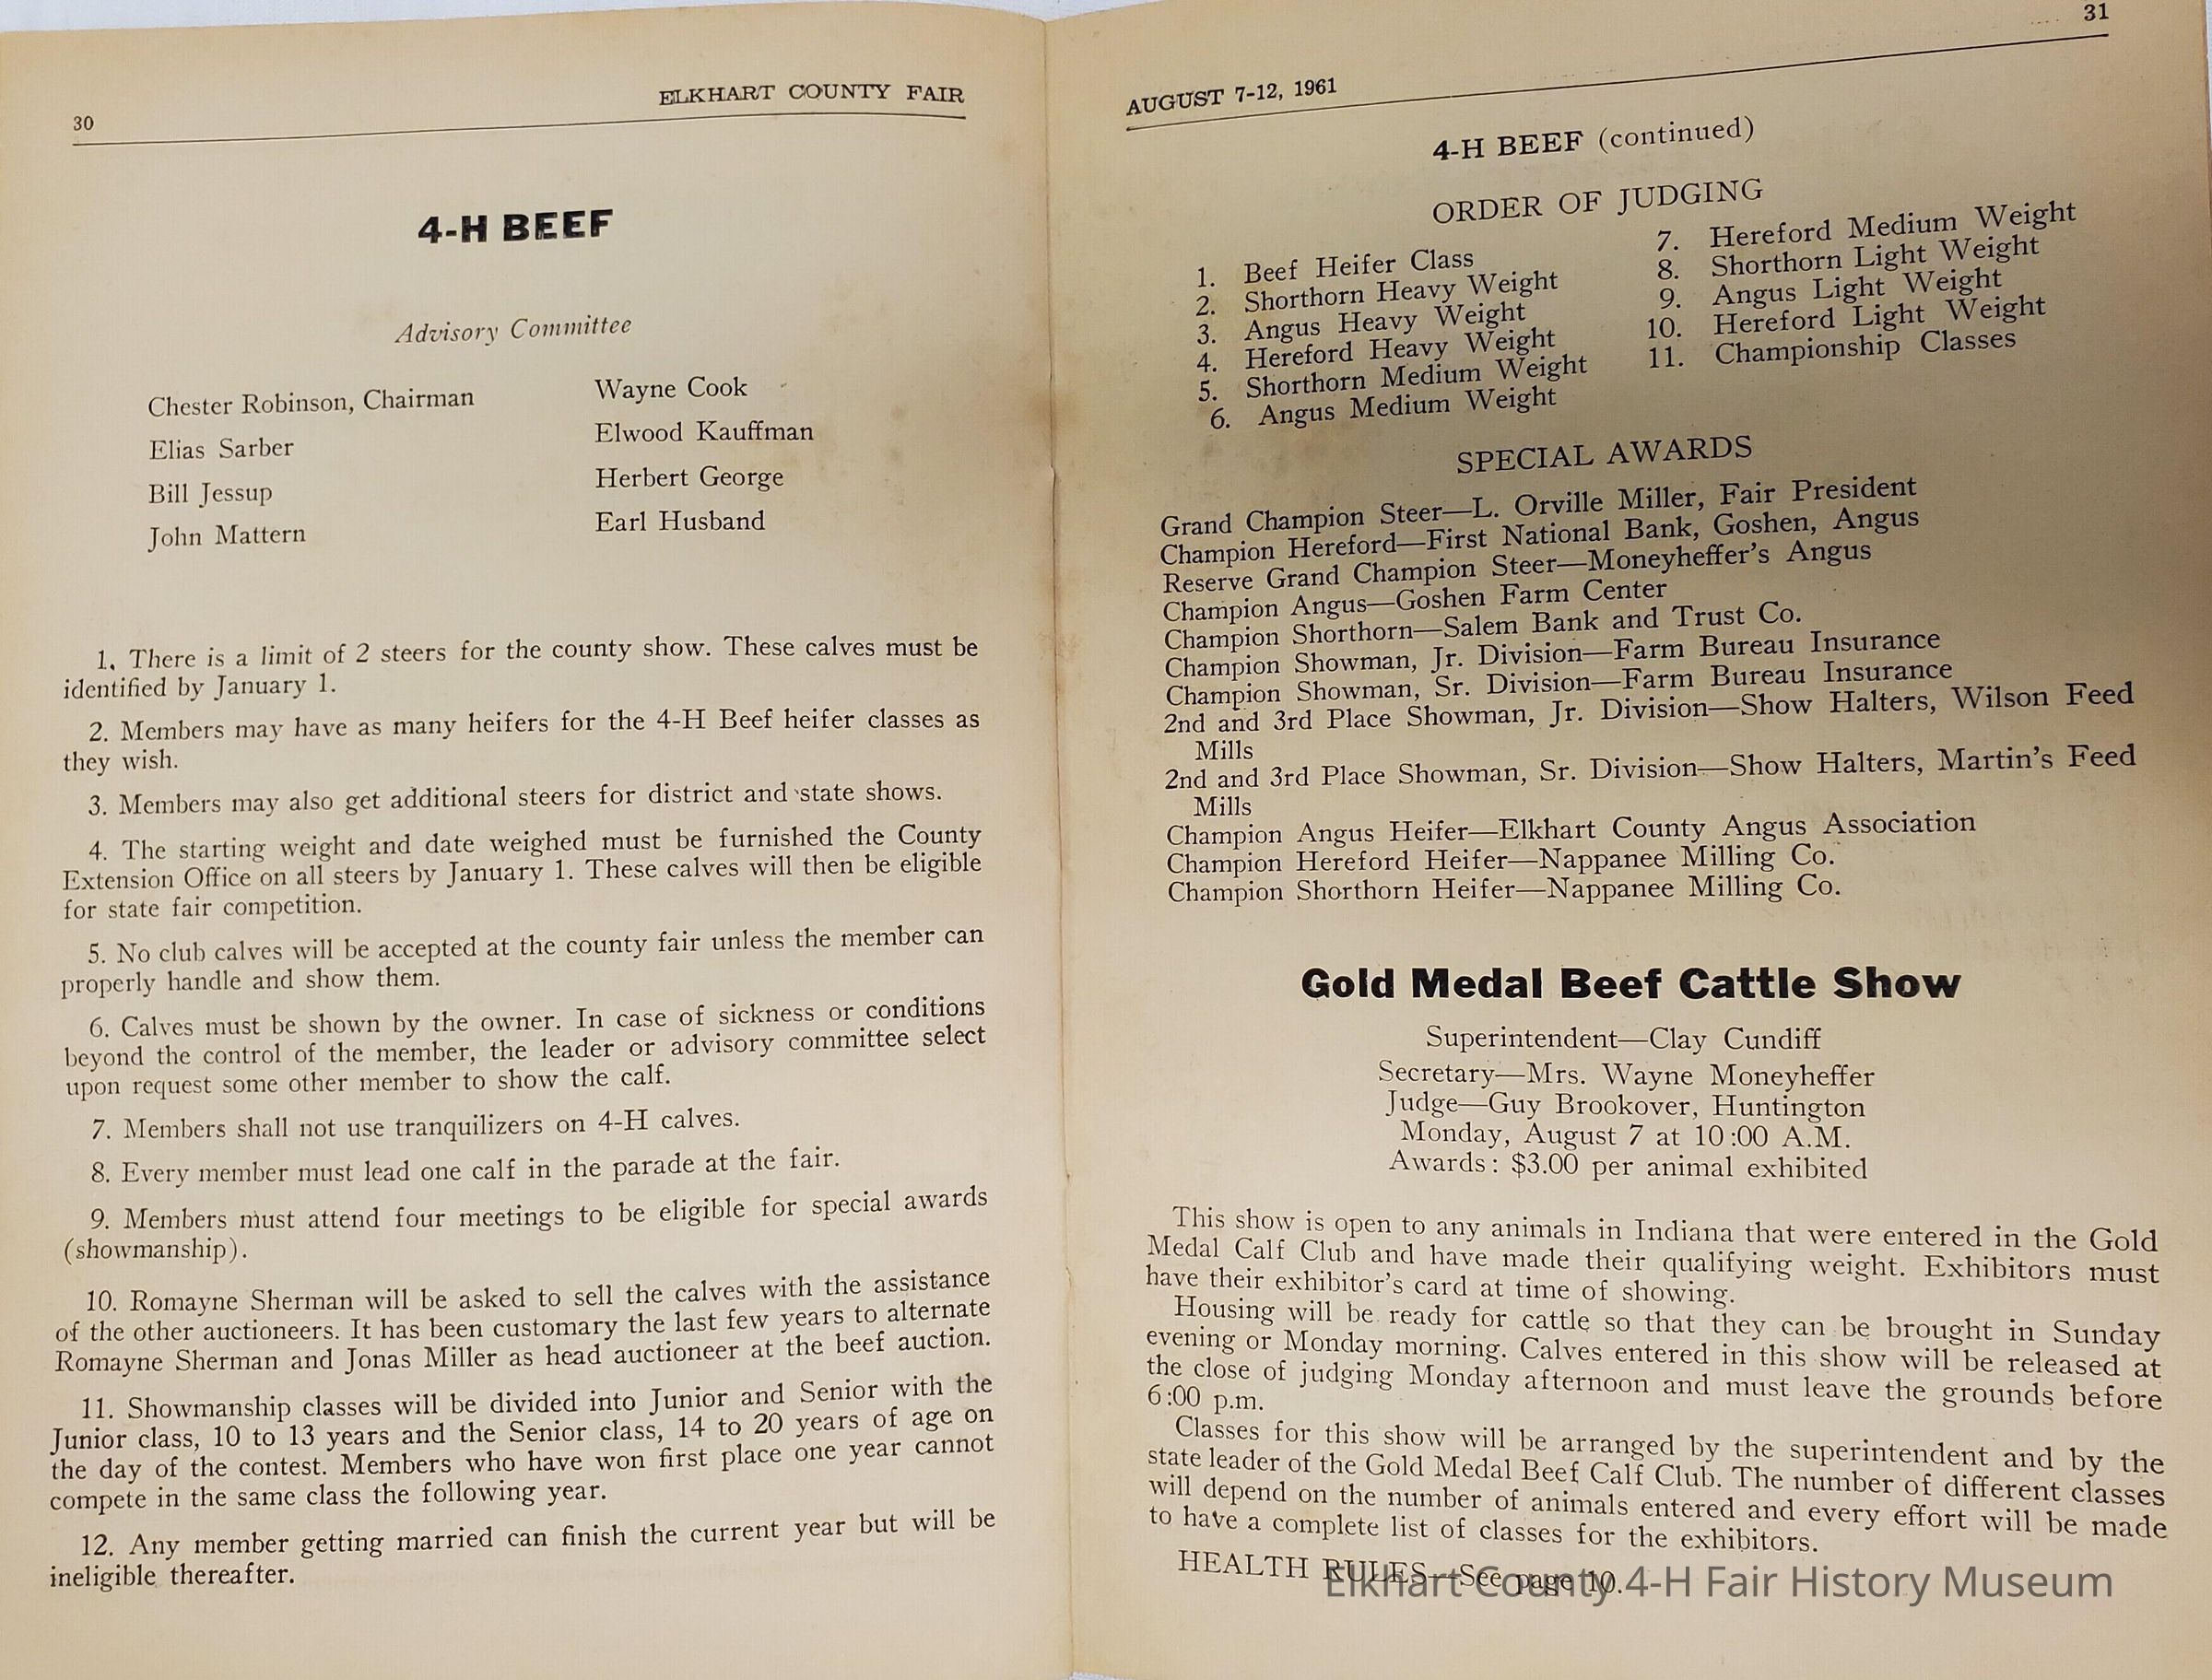 30
ELKHART COUNTY FAIR
4-H BEEF
Advisory Committee
Chester Robinson, Chairman
Elias Sarber
Bill Jessup
John Mattern
Wayne Cook
Elwood Kauffman
Herbert George
Earl Husband
1. There is a limit of 2 steers for the county show. These calves must be
identified by January 1.
2. Members may have as many heifers for the 4-H Beef heifer classes as
they wish.
3. Members may also get additional steers for district and state shows.
4. The starting weight and date weighed must be furnished the County
Extension Office on all steers by January 1. These calves will then be eligible
for state fair competition.
5. No club calves will be accepted at the county fair unless the member can
properly handle and show them.
6. Calves must be shown by the owner. In case of sickness or conditions
beyond the control of the member, the leader or advisory committee select
upon request some other member to show the calf.
7. Members shall not use tranquilizers on 4-H calves.
8. Every member must lead one calf in the parade at the fair.
9. Members must attend four meetings to be eligible for special awards
(showmanship).
10. Romayne Sherman will be asked to sell the calves with the assistance
of the other auctioneers. It has been customary the last few years to alternate
Romayne Sherman and Jonas Miller as head auctioneer at the beef auction.
11. Showmanship classes will be divided into Junior and Senior with the
Junior class, 10 to 13 years and the Senior class, 14 to 20 years of age on
the day of the contest. Members who have won first place one year cannot
compete in the same class the following year.
12. Any member getting married can finish the current year but will be
ineligible thereafter.
AUGUST 7-12, 1961
31
4-H BEEF (continued)
ORDER OF JUDGING
1. Beef Heifer Class
2. Shorthorn Heavy Weight
3. Angus Heavy Weight
4. Hereford Heavy Weight
5. Shorthorn Medium Weight
6. Angus Medium Weight
7. Hereford Medium Weight
8. Shorthorn Light Weight
9. Angus Light Weight
10. Hereford Light Weight
11. Championship Classes
SPECIAL AWARDS
Grand Champion Steer—L. Orville Miller, Fair President
Champion Hereford—First National Bank, Goshen, Angus
Reserve Grand Champion Steer—Moneyheffer's Angus
Champion Angus—Goshen Farm Center
Champion Shorthorn—Salem Bank and Trust Co.
Champion Showman, Jr. Division—Farm Bureau Insurance
Champion Showman, Sr. Division—Farm Bureau Insurance
2nd and 3rd Place Showman, Jr. Division—Show Halters, Wilson Feed
Mills
2nd and 3rd Place Showman, Sr. Division—Show Halters, Martin's Feed
Mills
Champion Angus Heifer—Elkhart County Angus Association
Champion Hereford Heifer—Nappanee Milling Co.
Champion Shorthorn Heifer—Nappanee Milling Co.
Gold Medal Beef Cattle Show
Superintendent—Clay Cundiff
Secretary—Mrs. Wayne Moneyheffer
Judge—Guy Brookover, Huntington
Monday, August 7 at 10:00 A.M.
Awards: $3.00 per animal exhibited
This show is open to any animals in Indiana that were entered in the Gold
Medal Calf Club and have made their qualifying weight. Exhibitors must
have their exhibitor's card at time of showing.
Housing will be ready for cattle so that they can be brought in Sunday
evening or Monday morning. Calves entered in this show will be released at
the close of judging Monday afternoon and must leave the grounds before
6:00 p.m.
Classes for this show will be arranged by the superintendent and by the
state leader of the Gold Medal Beef Calf Club. The number of different classes
will depend on the number of animals entered and every effort will be made
to have a complete list of classes for the exhibitors.
HEALTH RULES—See page 10.
Elkhart County 4-H Fair History Museum